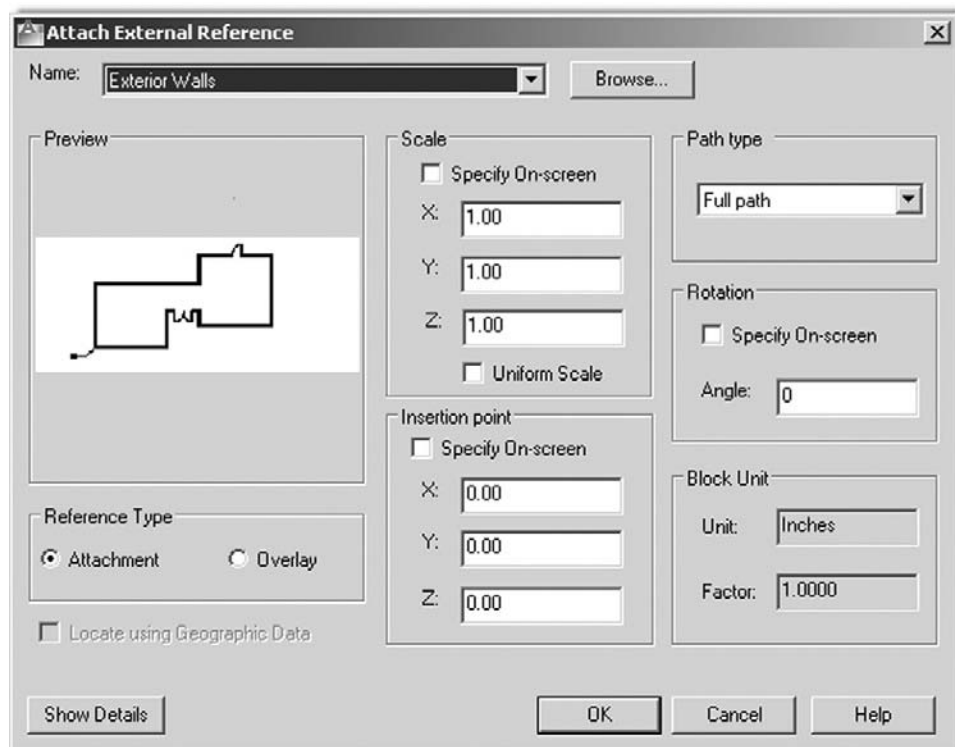 Attach External Reference
Name:
Exterior Walls
Browse...
Preview
Reference Type
Attachment
Overlay
Locate using Geographic Data
Scale
Specify On-screen
X: 1.00
Y: 1.00
Z: 1.00
Uniform Scale
Insertion point
Specify On-screen
X: 0.00
Y: 0.00
Z: 0.00
Path type
Full path
Rotation
Specify On-screen
Angle: 0
Block Unit
Unit: Inches
Factor: 1.0000
Show Details
OK
Cancel
Help